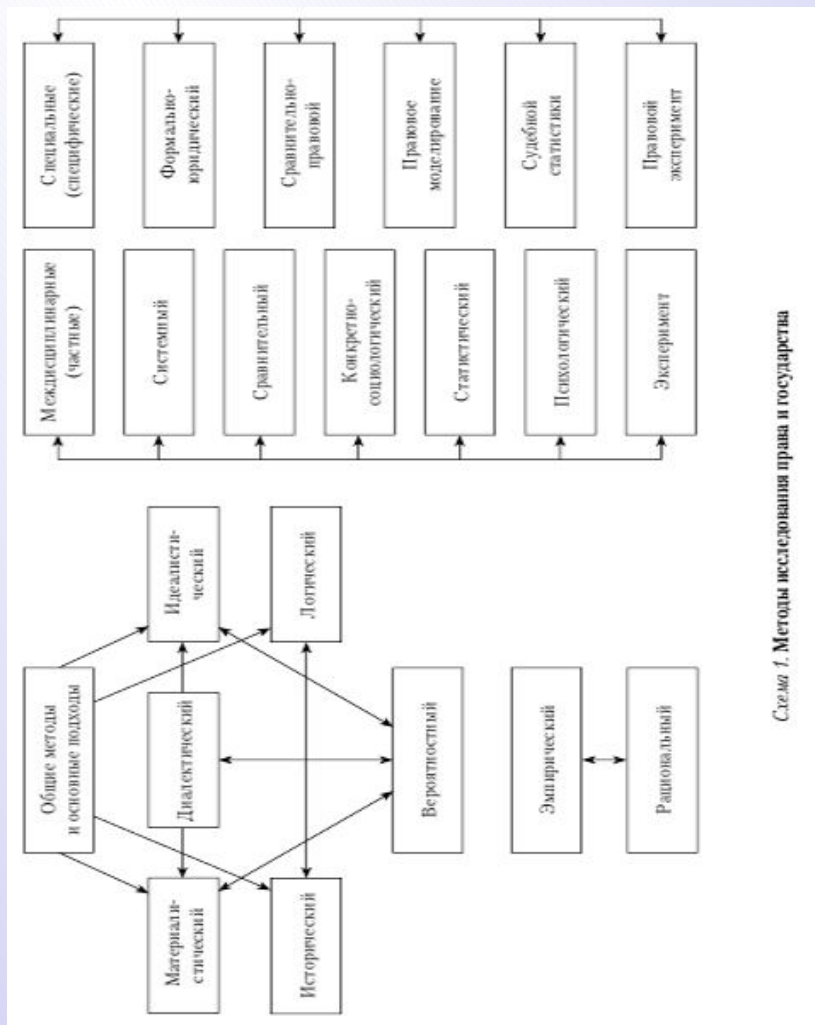 Общие методы
и основные подходы
Материали-
стический
Диалектический
Идеалисти-
ческий
Исторический
Логический
Вероятностный
Эмпирический
Рациональный
Междисциплинарные
(частные)
Системный
Сравнительный
Конкретно-
социологический
Статистический
Психологический
Эксперимент
Специальные
(специфические)
Формально-
юридический
Сравнительно-
правовой
Правовое
моделирование
Судебной
статистики
Правовой
эксперимент
Схема 1. Методы исследования права и государства